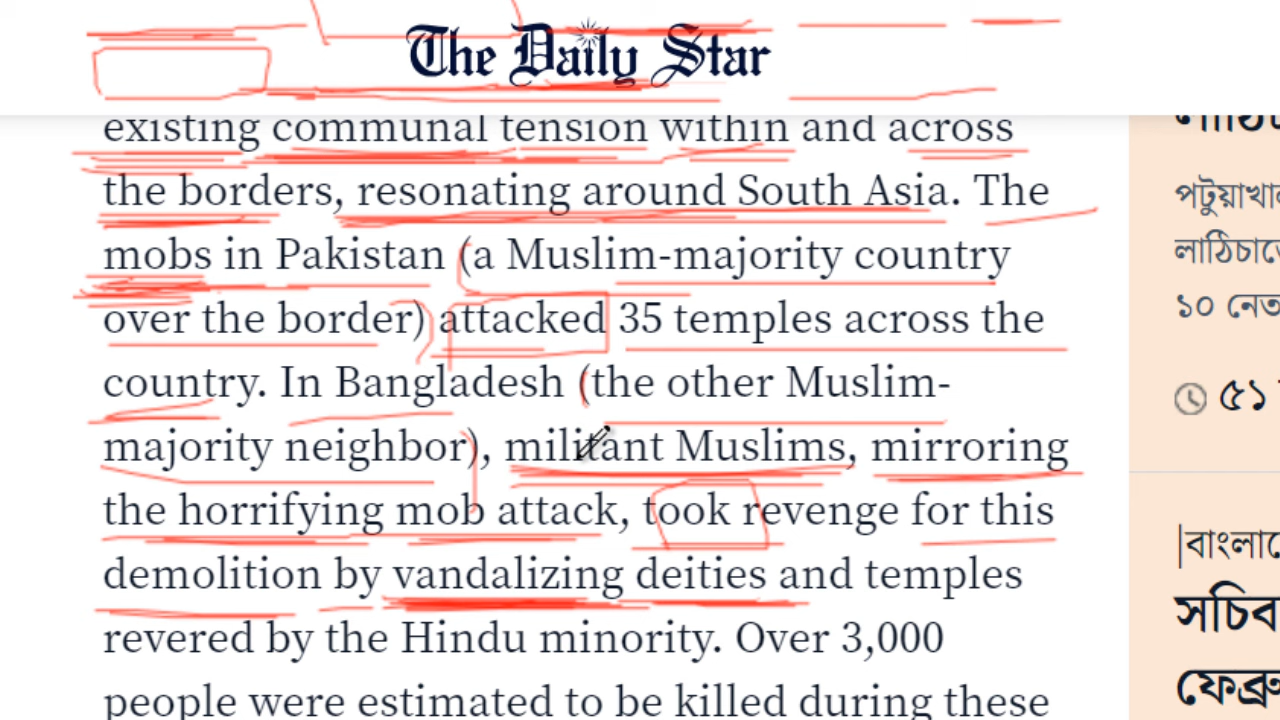 The Daily Star
existing communal tension within and across
the borders, resonating around South Asia. The
mobs in Pakistan (a Muslim-majority country
over the border) attacked 35 temples across the
country. In Bangladesh (the other Muslim-
majority neighbor), militant Muslims, mirroring
the horrifying mob attack, took revenge for this
demolition by vandalizing deities and temples
revered by the Hindu minority. Over 3,000
people were estimated to be killed during these
১০ নেত
৫১
সচিব